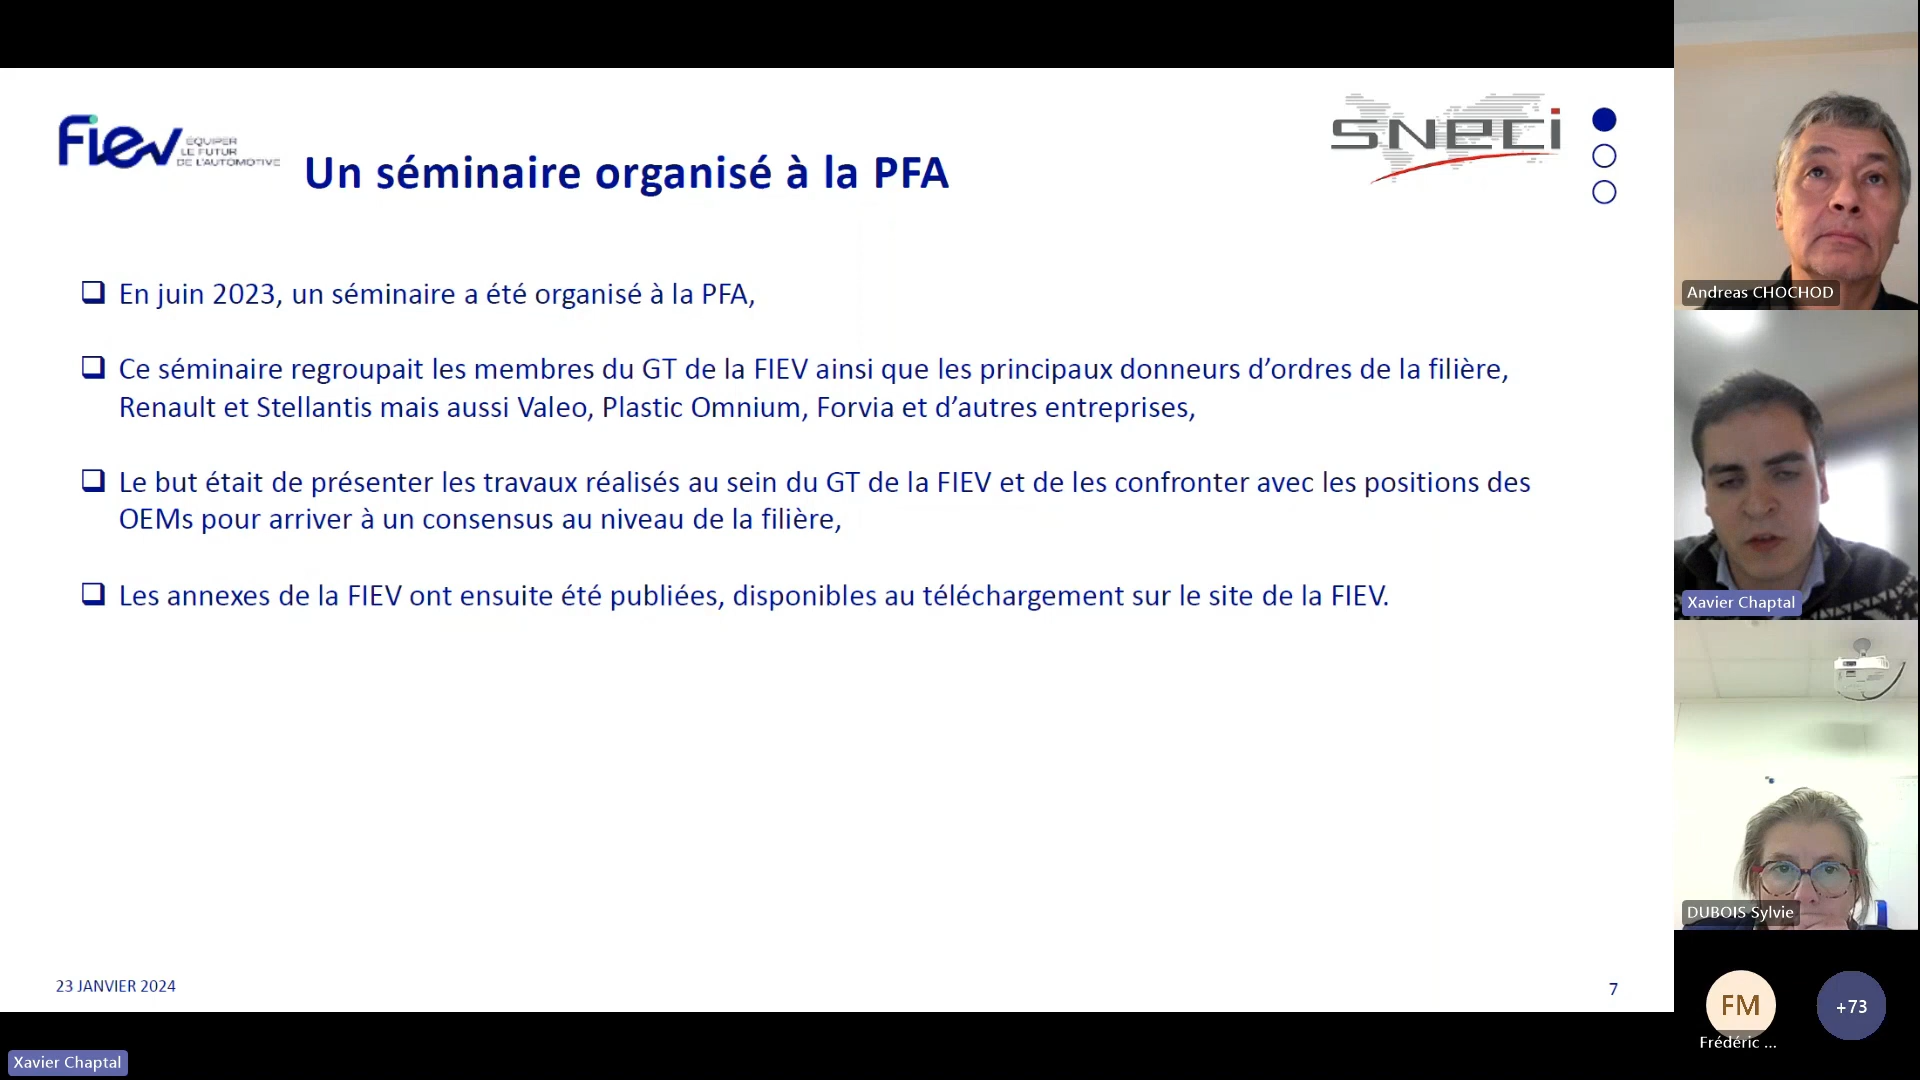 Fiev
ÉQUIPER
LE FUTUR
DE L'AUTOMOTIVE
Un séminaire organisé à la PFA
SNECI
❑ En juin 2023, un séminaire a été organisé à la PFA,
❑ Ce séminaire regroupait les membres du GT de la FIEV ainsi que les principaux donneurs d’ordres de la filière,
Renault et Stellantis mais aussi Valeo, Plastic Omnium, Forvia et d’autres entreprises,
❑ Le but était de présenter les travaux réalisés au sein du GT de la FIEV et de les confronter avec les positions des
OEMs pour arriver à un consensus au niveau de la filière,
❑ Les annexes de la FIEV ont ensuite été publiées, disponibles au téléchargement sur le site de la FIEV.
23 JANVIER 2024
7
Xavier Chaptal
Andreas CHOCHOD
Xavier Chaptal
DUBOIS Sylvie
FM
Frédéric ...
+73